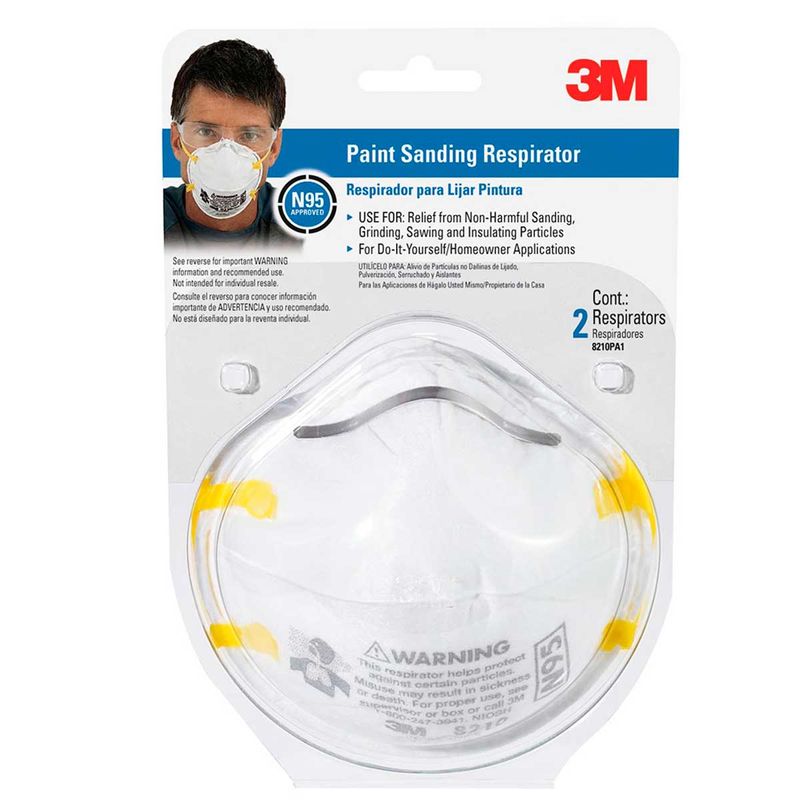 3M
Paint Sanding Respirator
Respirador para Lijar Pintura
N95
APPROVED
▸ USE FOR: Relief from Non-Harmful Sanding,
Grinding, Sawing and Insulating Particles
▸ For Do-It-Yourself/Homeowner Applications
UTILÍCELO PARA: Alivio de Partículas no Dañinas de Lijado,
Pulverización, Serruchado y Aislantes
Para las Aplicaciones de Hágalo Usted Mismo/Propietario de la Casa
See reverse for important WARNING
information and recommended use.
Not intended for individual resale.
Consulte el reverso para conocer información
importante de ADVERTENCIA y uso recomendado.
No está diseñado para la reventa individual.
Cont.:
2 Respirators
Respiradores
8210PA1
WARNING
This respirator helps protect
against certain particles.
Misuse may result in sickness
or death. For proper use, see
supervisor or box or call 3M
1-800-247-3941. NIOSH
3M 8210
N95